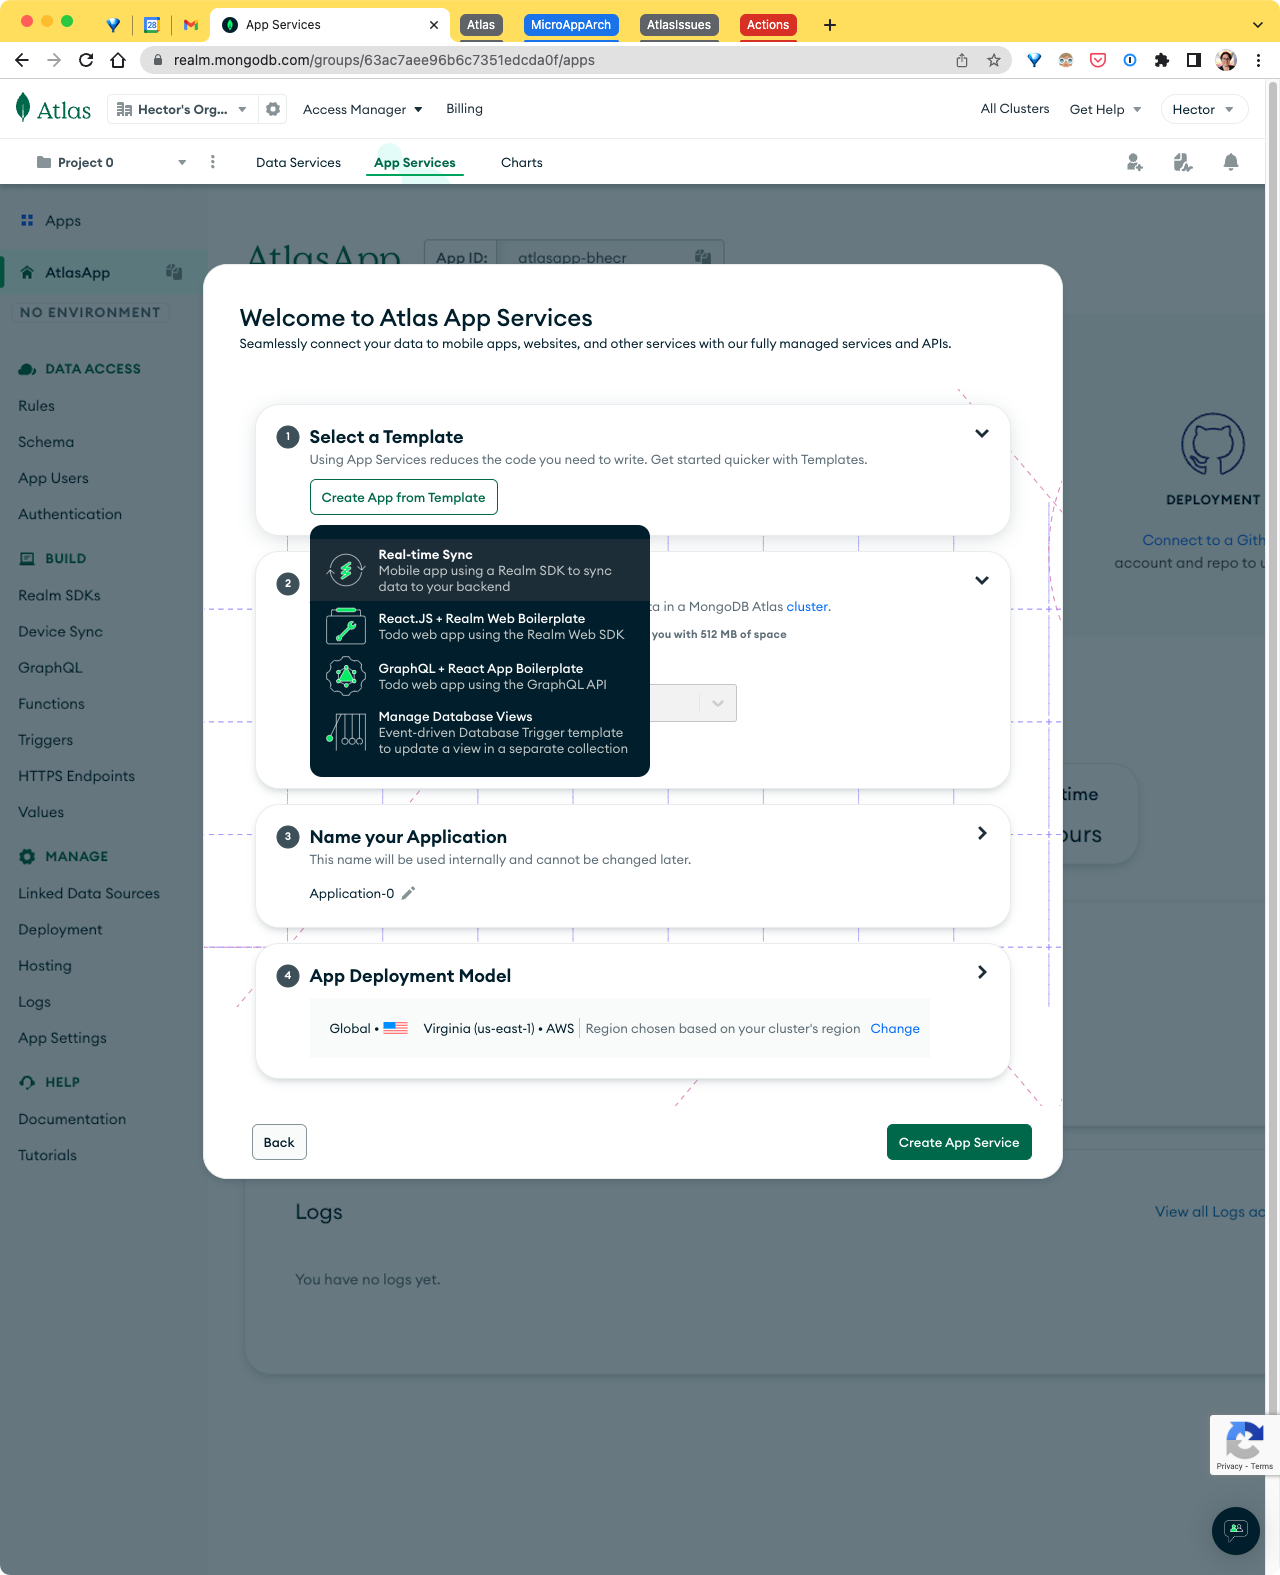 App Services
Atlas
MicroAppArch
AtlasIssues
Actions
28
realm.mongodb.com/groups/63ac7aee96b6c7351edcda0f/apps
Atlas
Hector's Org...
Access Manager
Billing
All Clusters
Get Help
Hector
Project 0
Data Services
App Services
Charts
Apps
AtlasApp
App ID:
atlasapp-bhecr
AtlasApp
NO ENVIRONMENT
DATA ACCESS
Rules
Schema
App Users
Authentication
BUILD
Realm SDKs
Device Sync
GraphQL
Functions
Triggers
HTTPS Endpoints
Values
MANAGE
Linked Data Sources
Deployment
Hosting
Logs
App Settings
HELP
Documentation
Tutorials
Welcome to Atlas App Services
Seamlessly connect your data to mobile apps, websites, and other services with our fully managed services and APIs.
1
Select a Template
Using App Services reduces the code you need to write. Get started quicker with Templates.
Create App from Template
Real-time Sync
Mobile app using a Realm SDK to sync
data to your backend
React.JS + Realm Web Boilerplate
Todo web app using the Realm Web SDK
GraphQL + React App Boilerplate
Todo web app using the GraphQL API
Manage Database Views
Event-driven Database Trigger template
to update a view in a separate collection
2
in a MongoDB Atlas cluster.
you with 512 MB of space
3
Name your Application
This name will be used internally and cannot be changed later.
Application-0
4
App Deployment Model
Global • Virginia (us-east-1) • AWS
Region chosen based on your cluster's region
Change
Back
Create App Service
DEPLOYMENT
Connect to a Gith
account and repo to u
time
ours
Logs
View all Logs ac
You have no logs yet.
Privacy - Terms